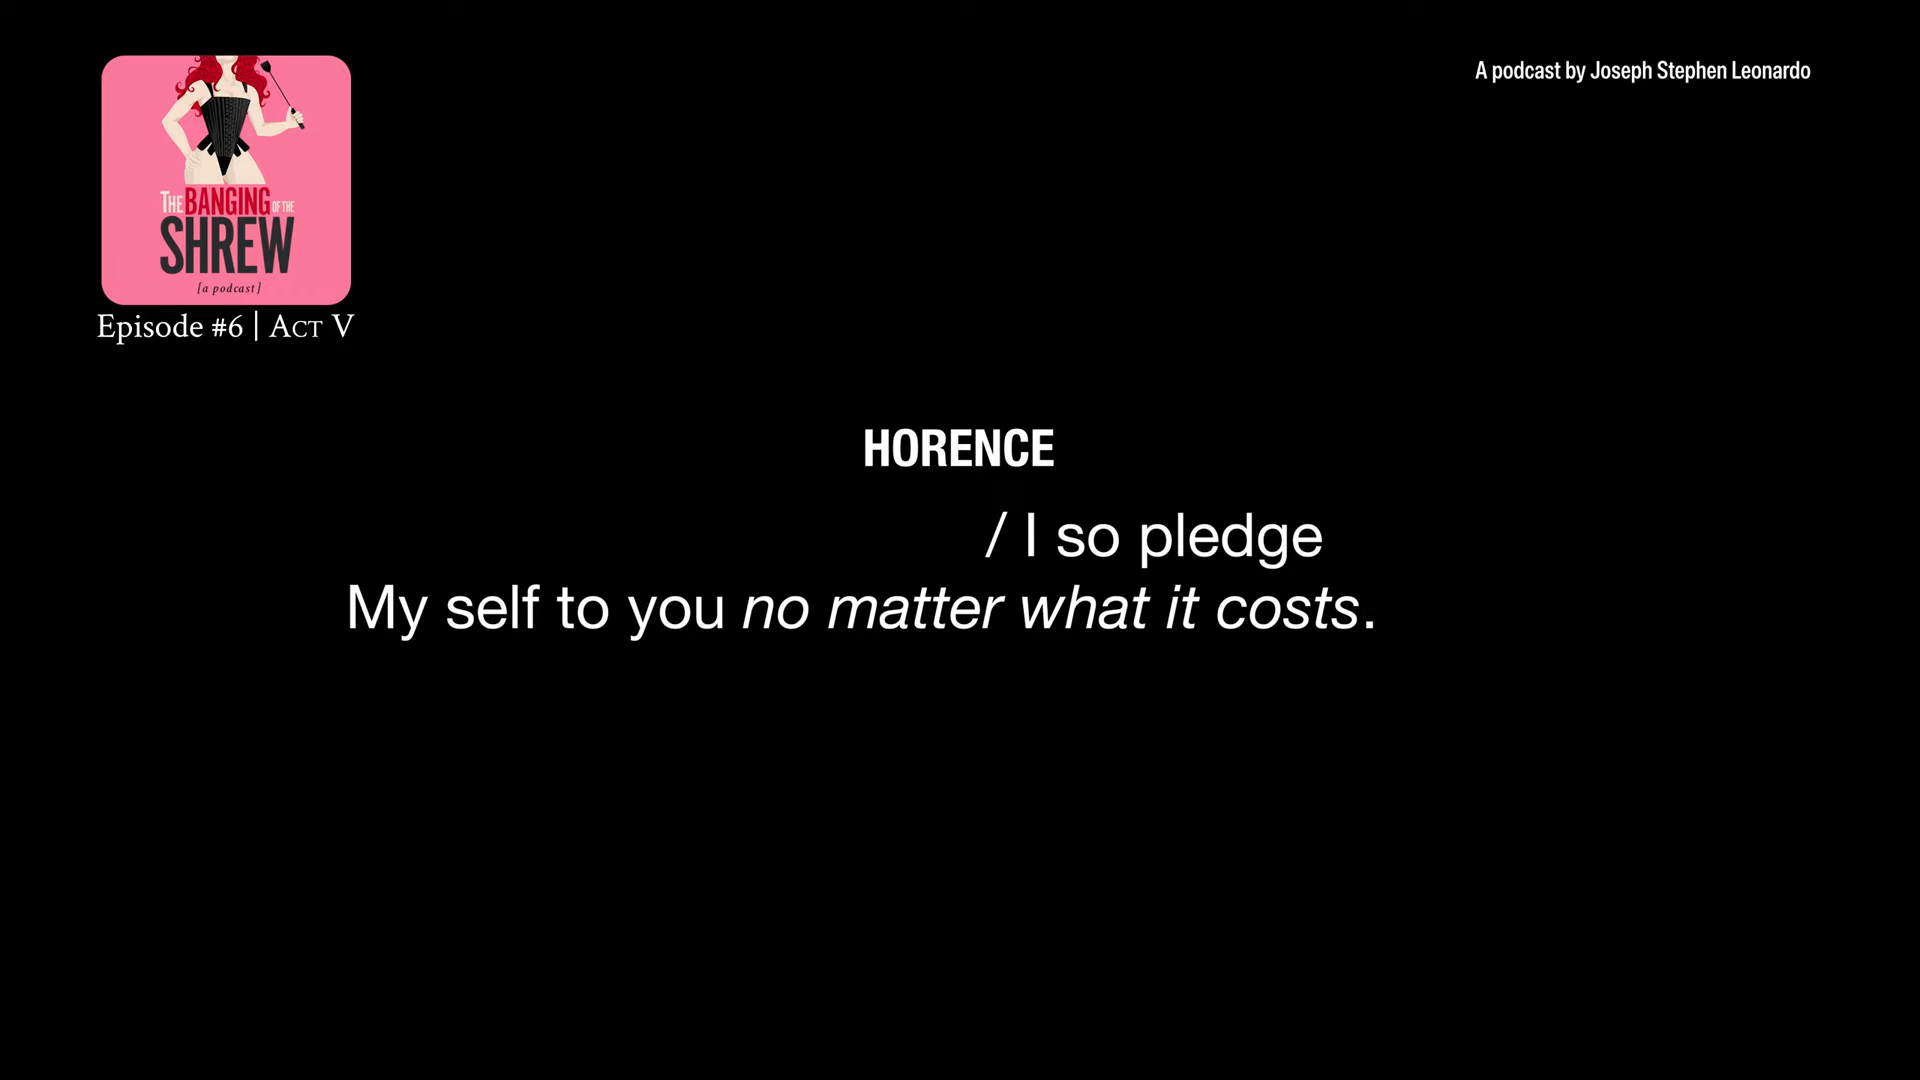 A podcast by Joseph Stephen Leonardo
THE BANGING OF THE
SHREW
[a podcast]
Episode #6 | ACT V
HORENCE
/ I so pledge
My self to you no matter what it costs.